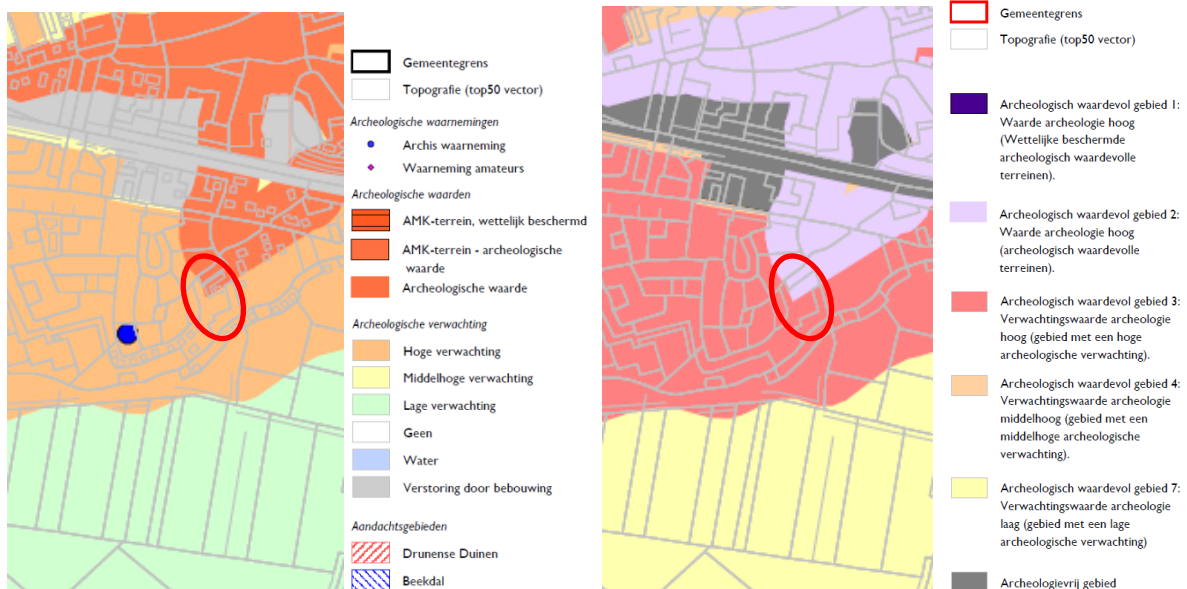 Gemeentegrens
Topografie (top50 vector)
Archeologische waarnemingen
Archis waarneming
Waarneming amateurs
Archeologische waarden
AMK-terrein, wettelijk beschermd
AMK-terrein - archeologische
waarde
Archeologische waarde
Archeologische verwachting
Hoge verwachting
Middelhoge verwachting
Lage verwachting
Geen
Water
Verstoring door bebouwing
Aandachtsgebieden
Drunense Duinen
Beekdal
Gemeentegrens
Topografie (top50 vector)
Archeologisch waardevol gebied 1:
Waarde archeologie hoog
(Wettelijke beschermde
archeologisch waardevolle
terreinen).
Archeologisch waardevol gebied 2:
Waarde archeologie hoog
(archeologisch waardevolle
terreinen).
Archeologisch waardevol gebied 3:
Verwachtingswaarde archeologie
hoog (gebied met een hoge
archeologische verwachting).
Archeologisch waardevol gebied 4:
Verwachtingswaarde archeologie
middelhoog (gebied met een
middelhoge archeologische
verwachting).
Archeologisch waardevol gebied 7:
Verwachtingswaarde archeologie
laag (gebied met een lage
archeologische verwachting)
Archeologievrij gebied